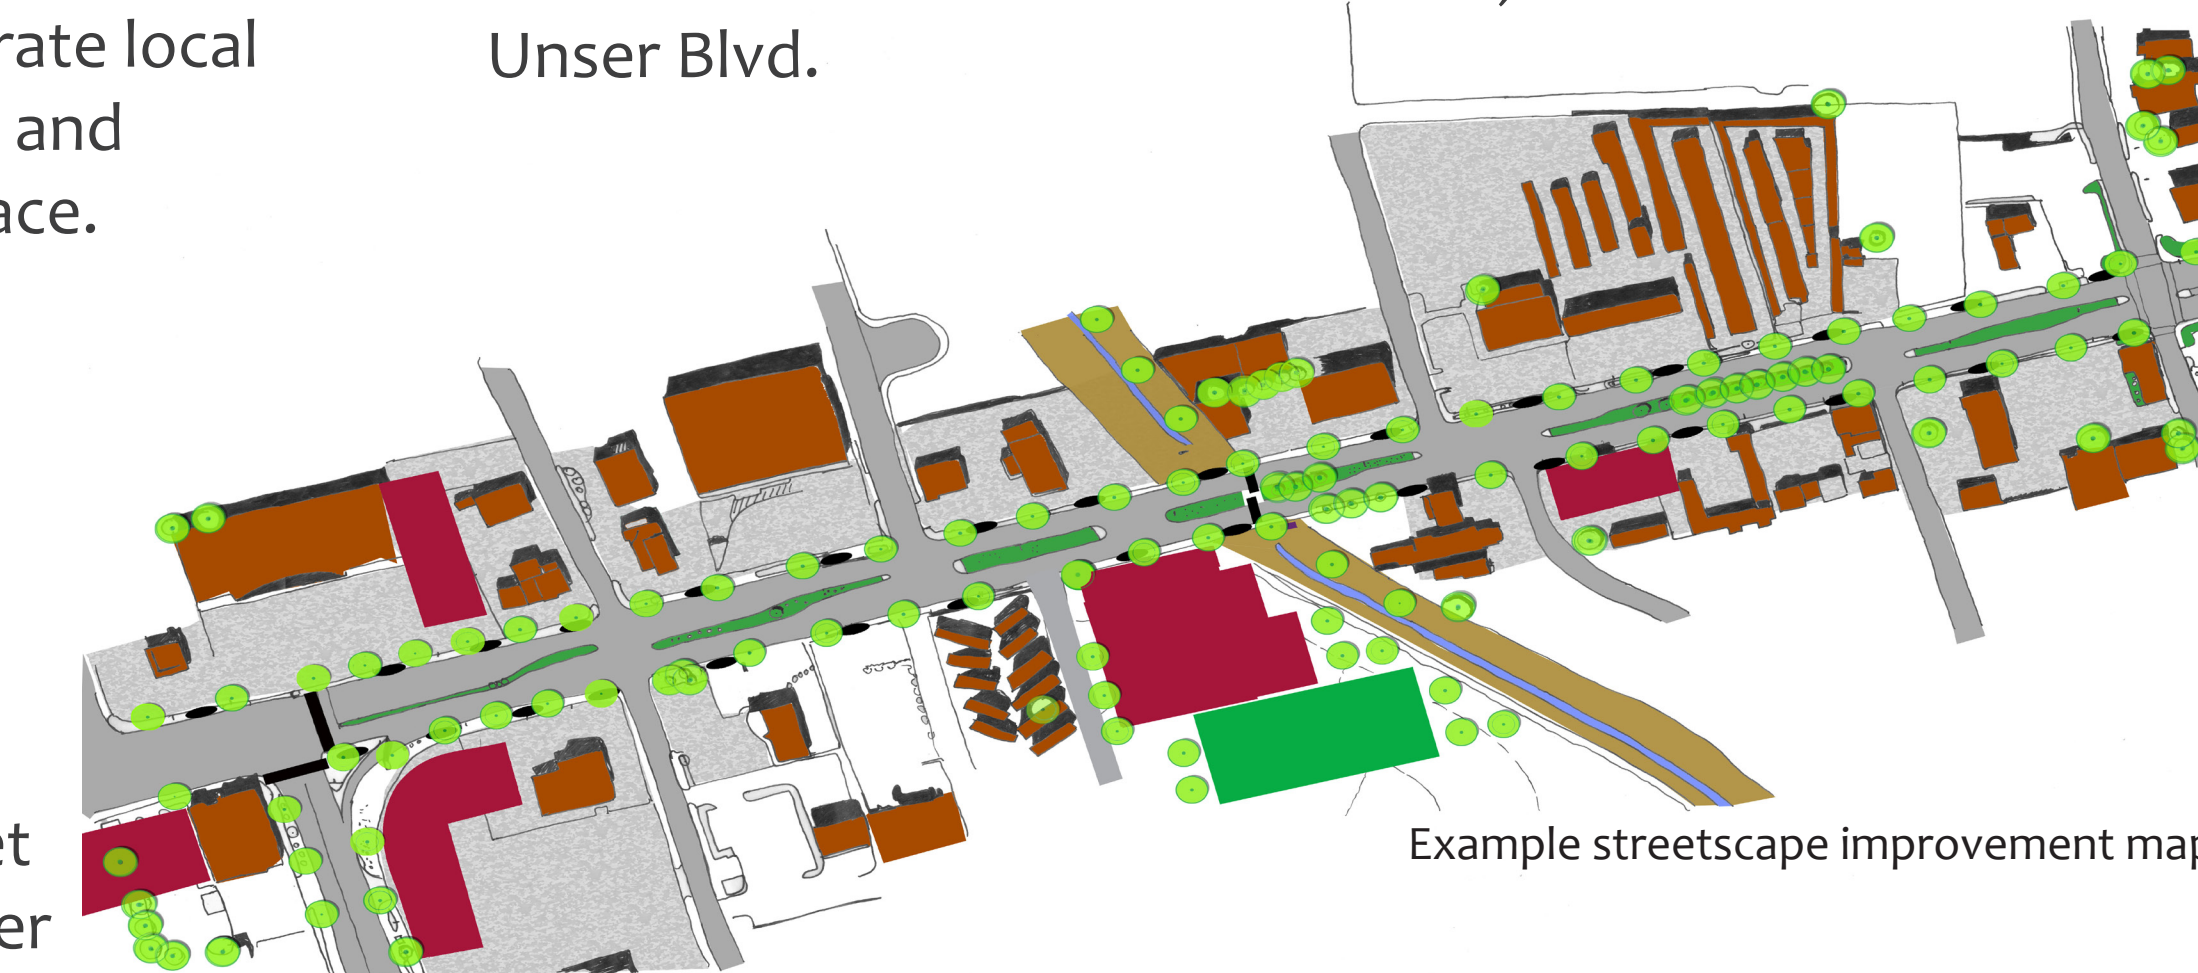 rate local
and
ace.
et
er
Unser Blvd.
Example streetscape improvement map